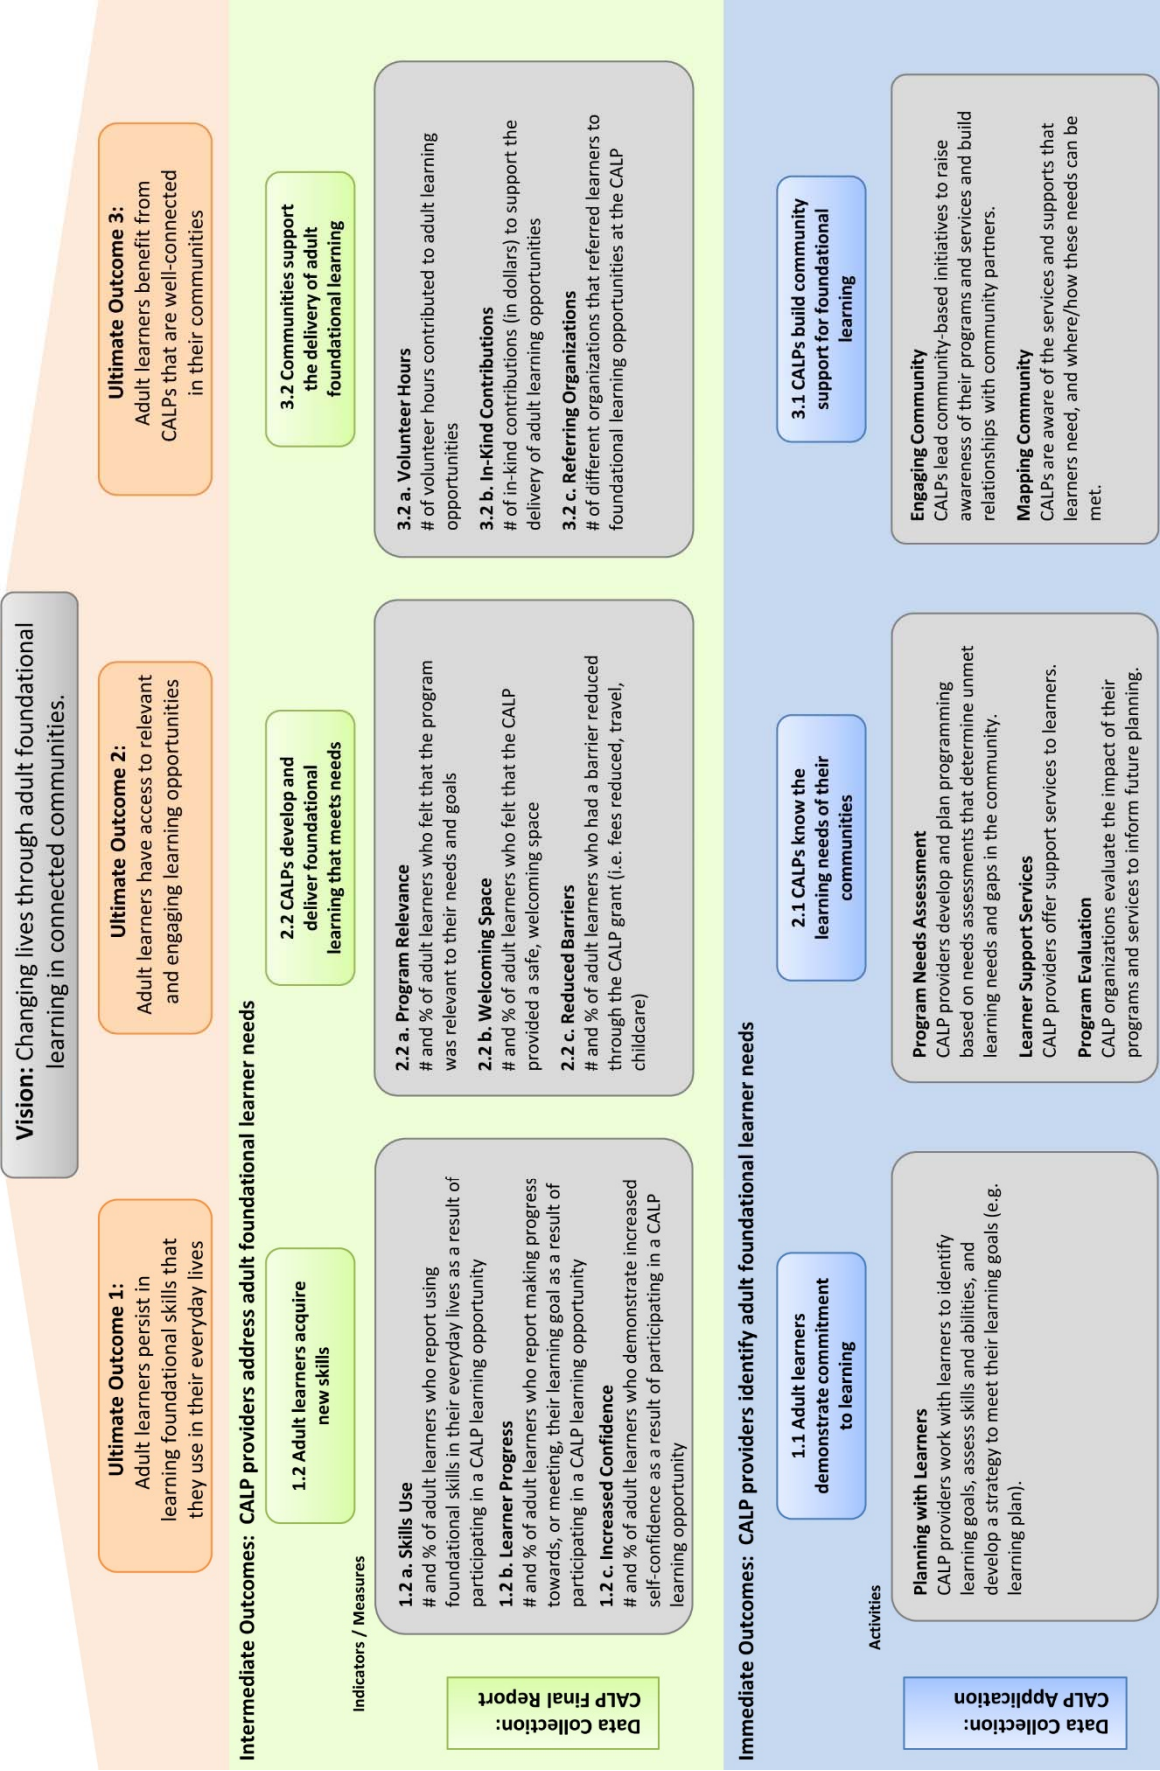 Vision: Changing lives through adult foundational
learning in connected communities.
Ultimate Outcome 1:
Adult learners persist in
learning foundational skills that
they use in their everyday lives
Ultimate Outcome 2:
Adult learners have access to relevant
and engaging learning opportunities
Ultimate Outcome 3:
Adult learners benefit from
CALPs that are well-connected
in their communities
Intermediate Outcomes: CALP providers address adult foundational learner needs
1.2 Adult learners acquire
new skills
2.2 CALPs develop and
deliver foundational
learning that meets needs
3.2 Communities support
the delivery of adult
foundational learning
Indicators / Measures
Data Collection:
CALP Final Report
1.2 a. Skills Use
# and % of adult learners who report using
foundational skills in their everyday lives as a result of
participating in a CALP learning opportunity
1.2 b. Learner Progress
# and % of adult learners who report making progress
towards, or meeting, their learning goal as a result of
participating in a CALP learning opportunity
1.2 c. Increased Confidence
# and % of adult learners who demonstrate increased
self-confidence as a result of participating in a CALP
learning opportunity
2.2 a. Program Relevance
# and % of adult learners who felt that the program
was relevant to their needs and goals
2.2 b. Welcoming Space
# and % of adult learners who felt that the CALP
provided a safe, welcoming space
2.2 c. Reduced Barriers
# and % of adult learners who had a barrier reduced
through the CALP grant (i.e. fees reduced, travel,
childcare)
3.2 a. Volunteer Hours
# of volunteer hours contributed to adult learning
opportunities
3.2 b. In-Kind Contributions
# of in-kind contributions (in dollars) to support the
delivery of adult learning opportunities
3.2 c. Referring Organizations
# of different organizations that referred learners to
foundational learning opportunities at the CALP
Immediate Outcomes: CALP providers identify adult foundational learner needs
1.1 Adult learners
demonstrate commitment
to learning
2.1 CALPs know the
learning needs of their
communities
3.1 CALPs build community
support for foundational
learning
Activities
Data Collection:
CALP Application
Planning with Learners
CALP providers work with learners to identify
learning goals, assess skills and abilities, and
develop a strategy to meet their learning goals (e.g.
learning plan).
Program Needs Assessment
CALP providers develop and plan programming
based on needs assessments that determine unmet
learning needs and gaps in the community.
Learner Support Services
CALP providers offer support services to learners.
Program Evaluation
CALP organizations evaluate the impact of their
programs and services to inform future planning.
Engaging Community
CALPs lead community-based initiatives to raise
awareness of their programs and services and build
relationships with community partners.
Mapping Community
CALPs are aware of the services and supports that
learners need, and where/how these needs can be
met.